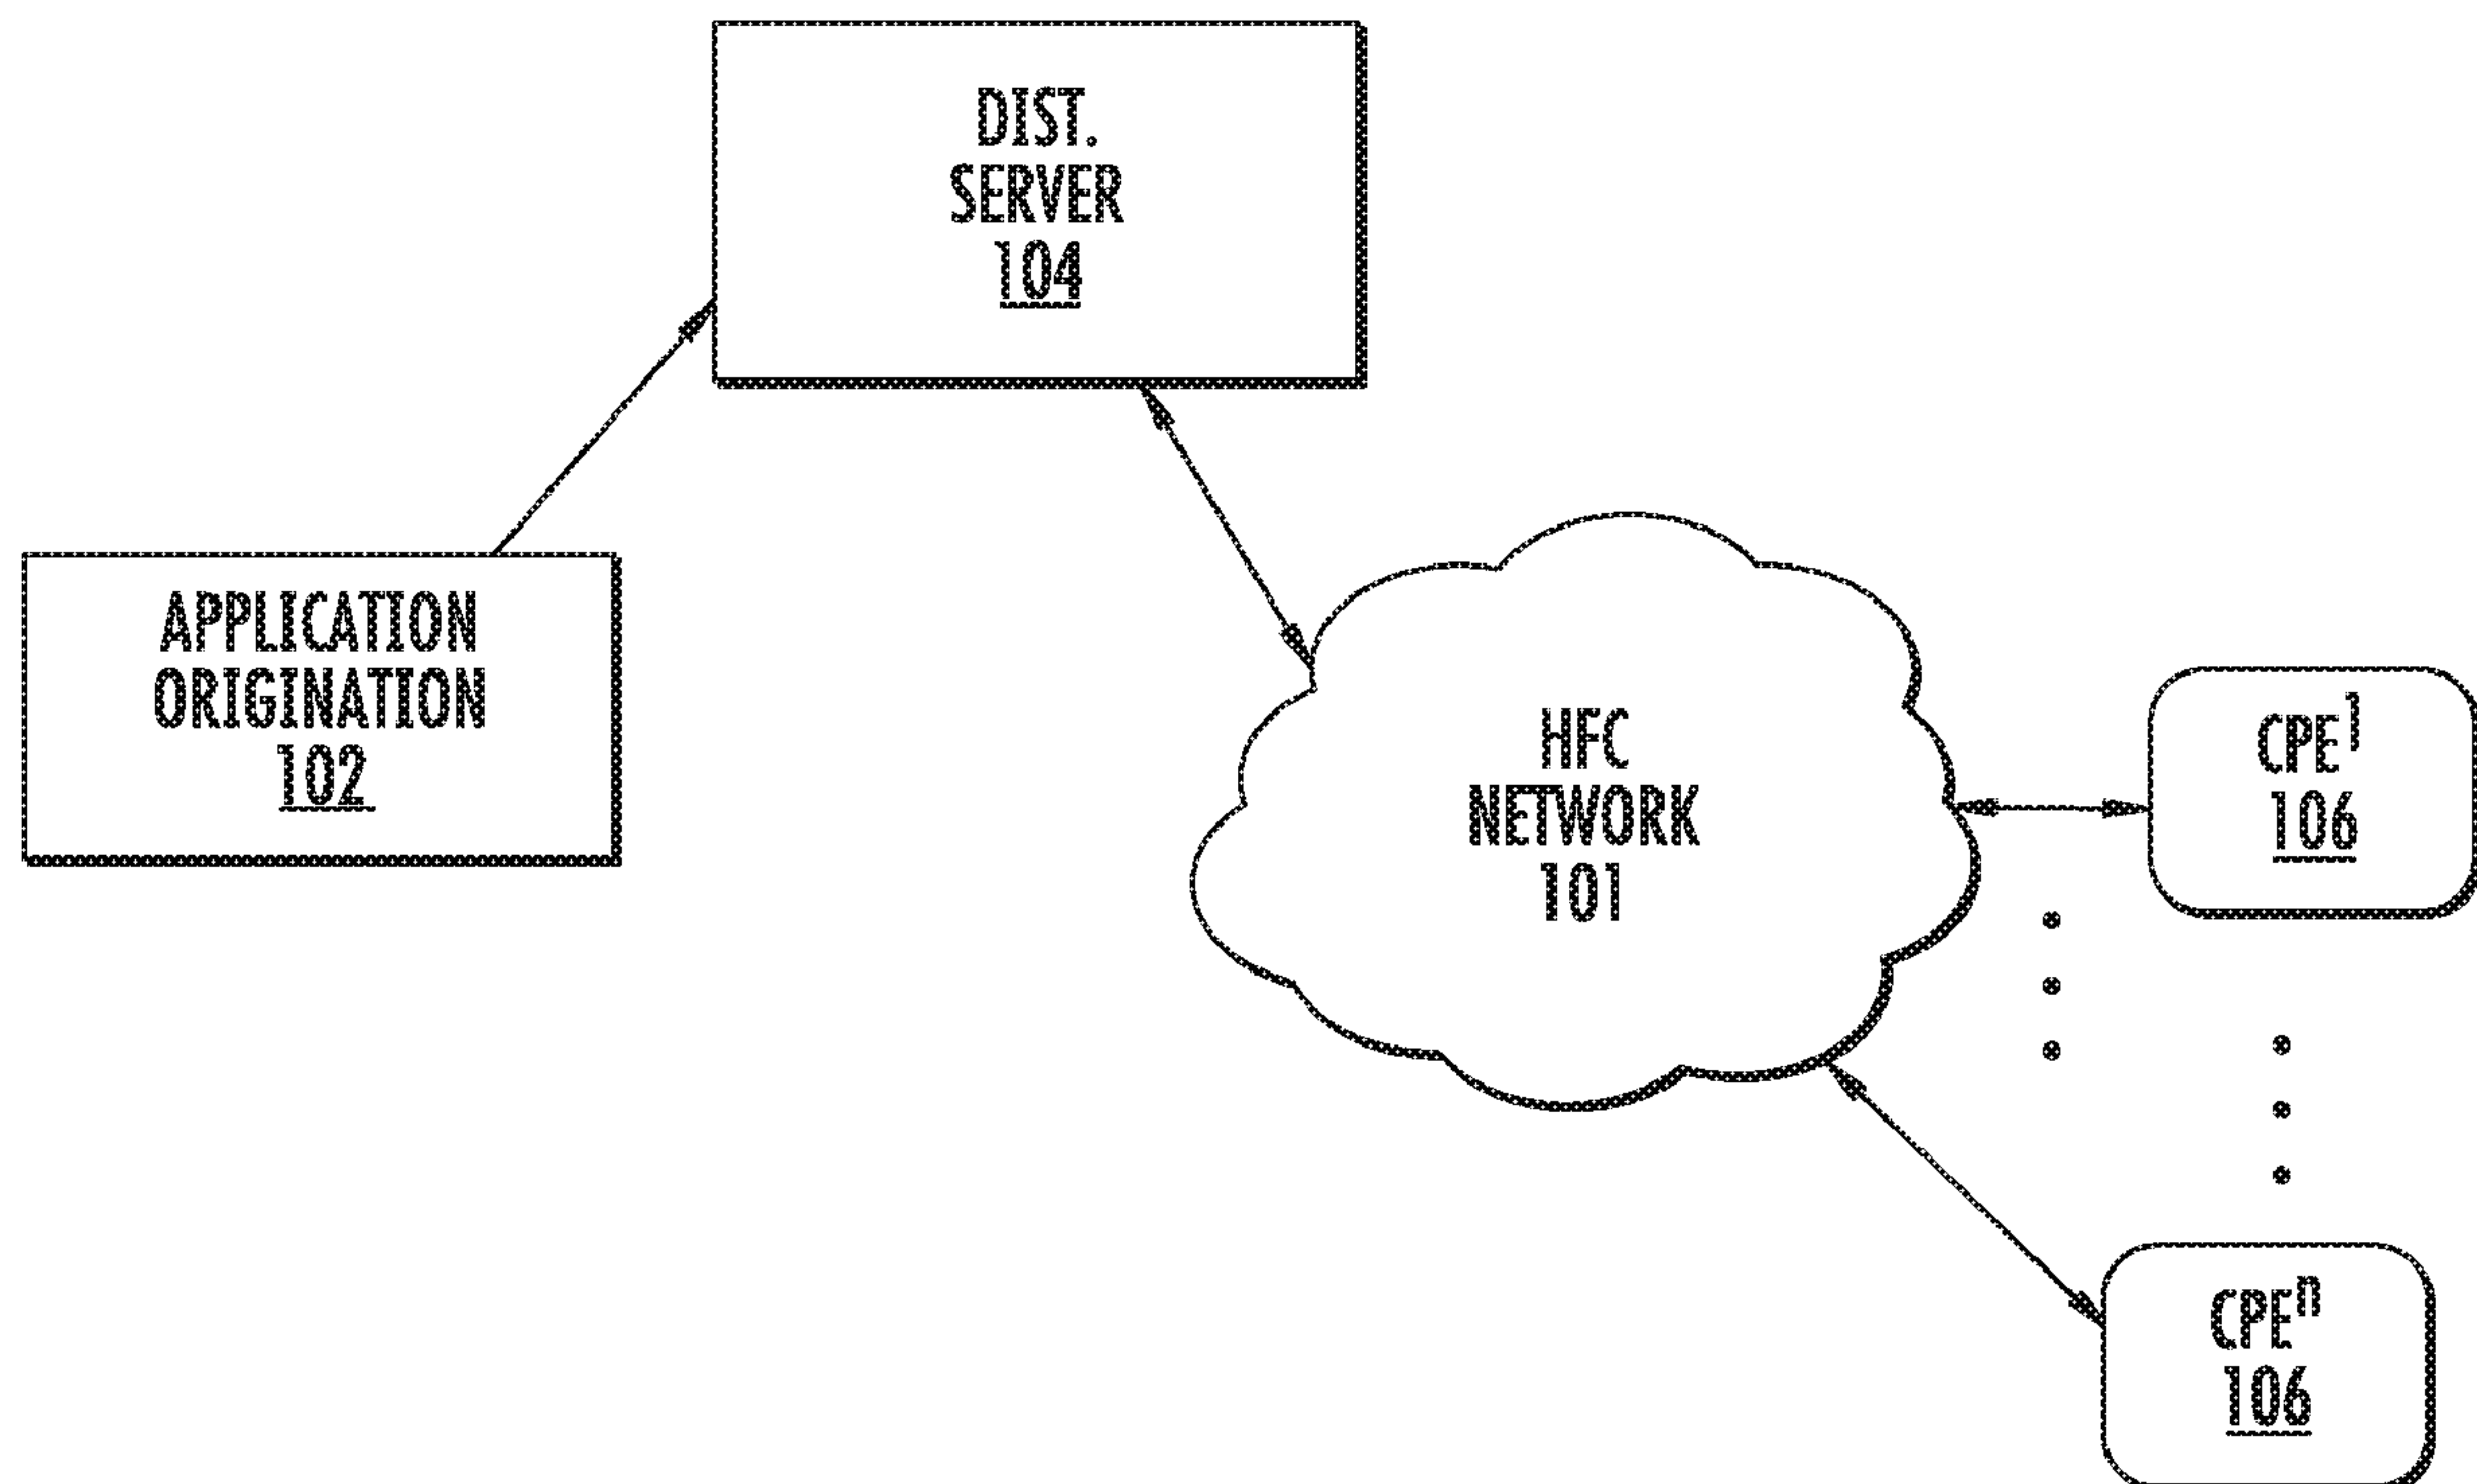 DIST.
SERVER
104
APPLICATION
ORIGINATION
102
HFC
NETWORK
101
CPE¹
106
CPEⁿ
106